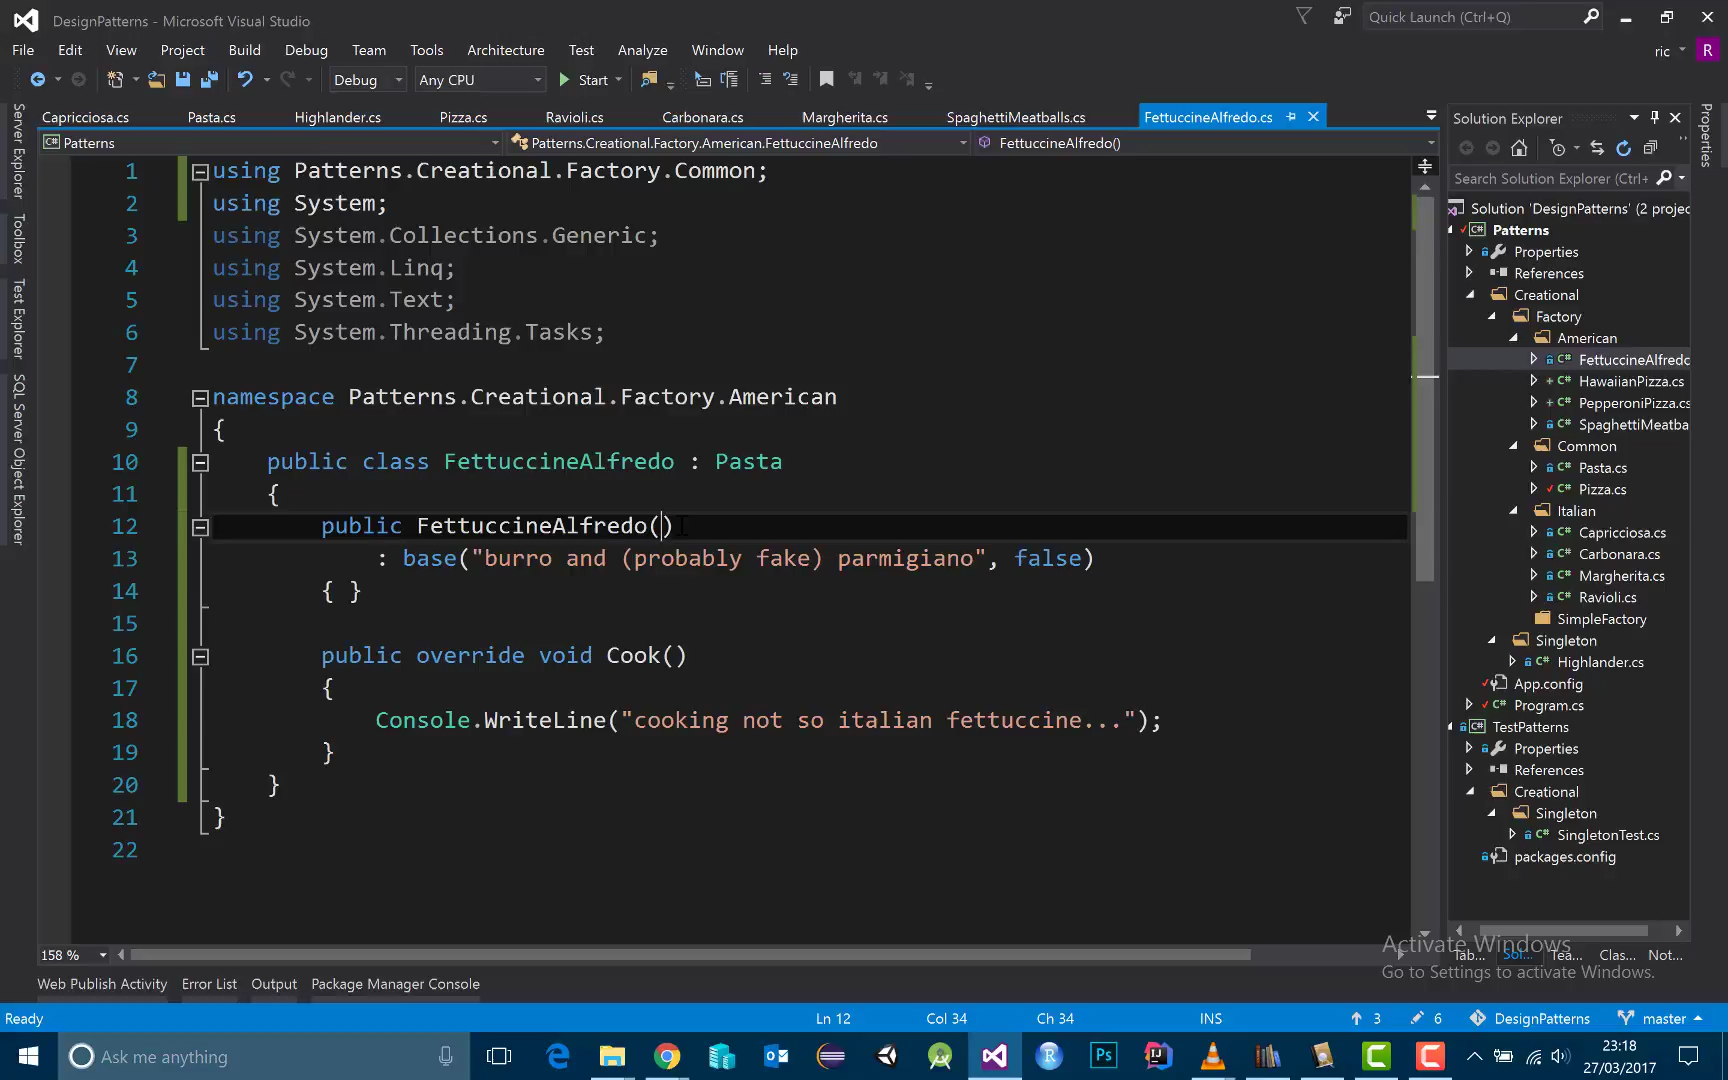 DesignPatterns - Microsoft Visual Studio
Quick Launch (Ctrl+Q)
File Edit View Project Build Debug Team Tools Architecture Test Analyze Window Help
ric R
Debug Any CPU Start
Capricciosa.cs Pasta.cs Highlander.cs Pizza.cs Ravioli.cs Carbonara.cs Margherita.cs SpaghettiMeatballs.cs FettuccineAlfredo.cs
Patterns Patterns.Creational.Factory.American.FettuccineAlfredo FettuccineAlfredo()
Server Explorer
Toolbox
Test Explorer
SQL Server Object Explorer
1 using Patterns.Creational.Factory.Common;
2 using System;
3 using System.Collections.Generic;
4 using System.Linq;
5 using System.Text;
6 using System.Threading.Tasks;
7
8 namespace Patterns.Creational.Factory.American
9 {
10 public class FettuccineAlfredo : Pasta
11 {
12 public FettuccineAlfredo()
13 : base("burro and (probably fake) parmigiano", false)
14 { }
15
16 public override void Cook()
17 {
18 Console.WriteLine("cooking not so italian fettuccine...");
19 }
20 }
21 }
22
158 %
Solution Explorer
Search Solution Explorer (Ctrl+
Solution 'DesignPatterns' (2 projec
C# Patterns
Properties
References
Creational
Factory
American
C# FettuccineAlfredo
C# HawaiianPizza.cs
C# PepperoniPizza.cs
C# SpaghettiMeatba
Common
C# Pasta.cs
C# Pizza.cs
Italian
C# Capricciosa.cs
C# Carbonara.cs
C# Margherita.cs
C# Ravioli.cs
SimpleFactory
Singleton
C# Highlander.cs
App.config
C# Program.cs
C# TestPatterns
Properties
References
Creational
Singleton
C# SingletonTest.cs
packages.config
Properties
Tab... Sol... Tea... Clas... Not...
Activate Windows
Go to Settings to activate Windows.
Web Publish Activity Error List Output Package Manager Console
Ready Ln 12 Col 34 Ch 34 INS 3 6 DesignPatterns master
Ask me anything
Ps
23:18
27/03/2017